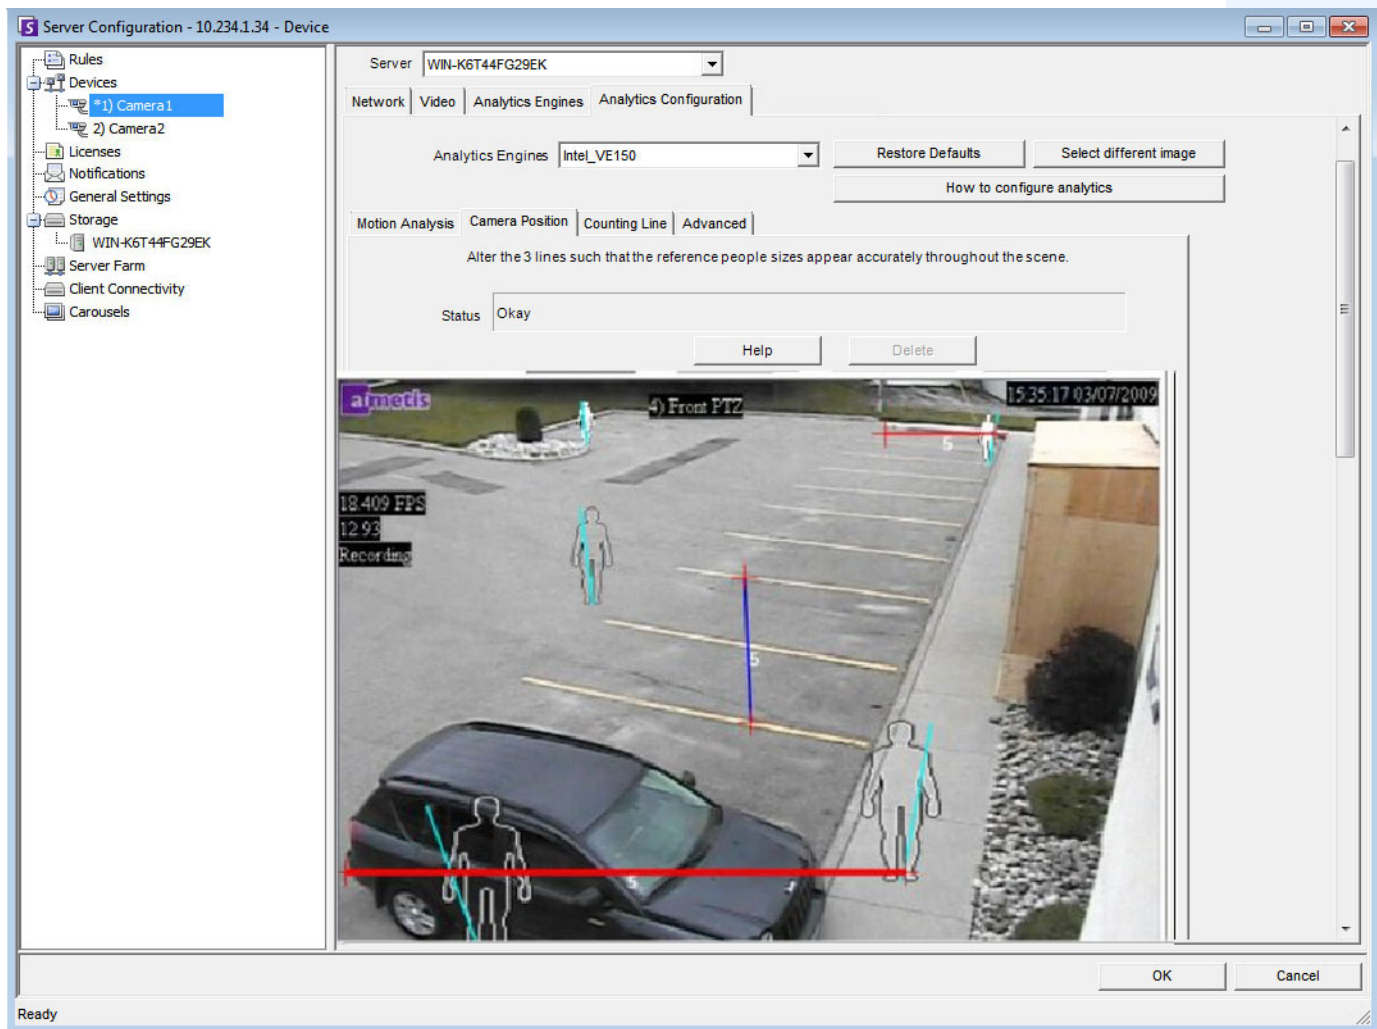 Server Configuration - 10.234.1.34 - Device
Rules
Devices
*1) Camera1
2) Camera2
Licenses
Notifications
General Settings
Storage
WIN-K6T44FG29EK
Server Farm
Client Connectivity
Carousels
Server WIN-K6T44FG29EK
Network Video Analytics Engines Analytics Configuration
Analytics Engines Intel_VE150 Restore Defaults Select different image
How to configure analytics
Motion Analysis Camera Position Counting Line Advanced
Alter the 3 lines such that the reference people sizes appear accurately throughout the scene.
Status Okay
Help Delete
aimetis 4) Front PTZ 15:35:17 03/07/2009
5
18.409 FPS
12.93
Recording
5
5
OK Cancel
Ready